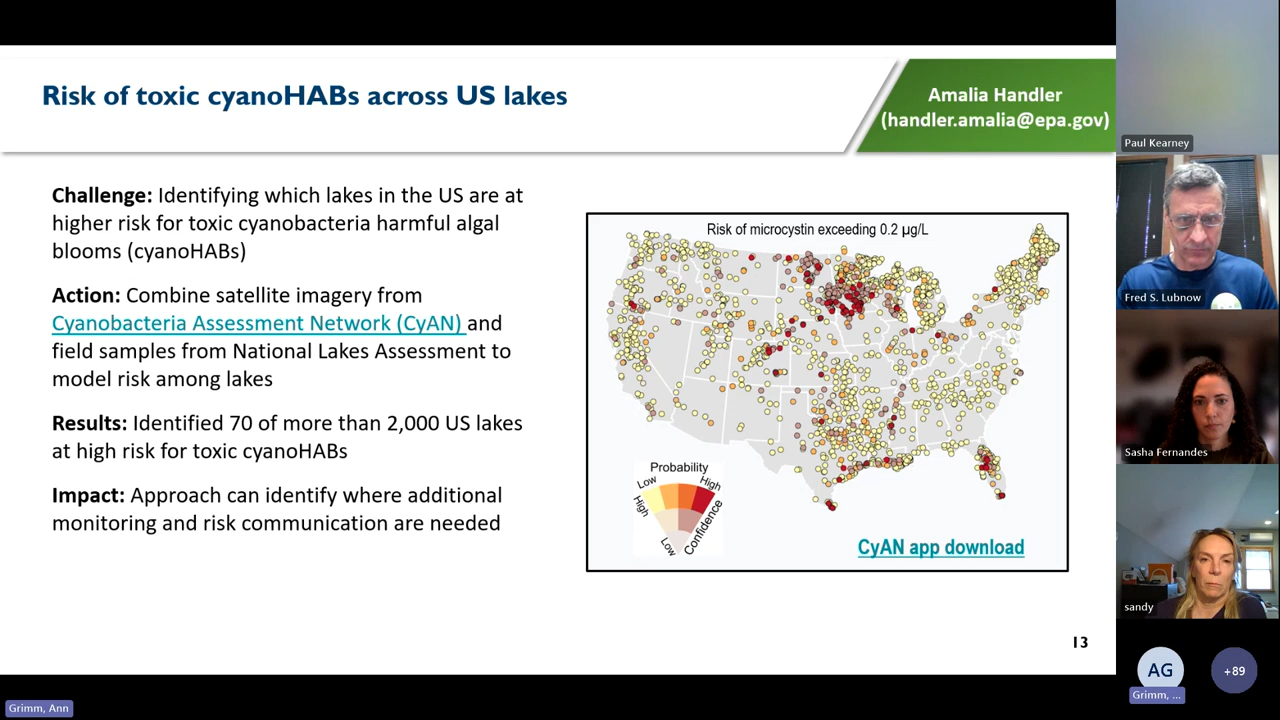 Risk of toxic cyanoHABs across US lakes
Amalia Handler
(handler.amalia@epa.gov)
Challenge: Identifying which lakes in the US are at
higher risk for toxic cyanobacteria harmful algal
blooms (cyanoHABs)
Action: Combine satellite imagery from
Cyanobacteria Assessment Network (CyAN) and
field samples from National Lakes Assessment to
model risk among lakes
Results: Identified 70 of more than 2,000 US lakes
at high risk for toxic cyanoHABs
Impact: Approach can identify where additional
monitoring and risk communication are needed
Risk of microcystin exceeding 0.2 µg/L
Probability
Low
High
High
Low
Confidence
CyAN app download
13
Paul Kearney
Fred S. Lubnow
Sasha Fernandes
sandy
AG
Grimm, ...
+89
Grimm, Ann